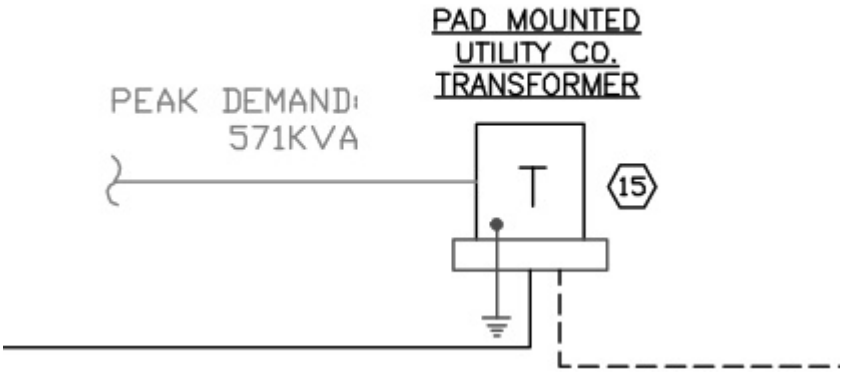 PAD MOUNTED
UTILITY CO.
TRANSFORMER
PEAK DEMAND:
571KVA
T
15